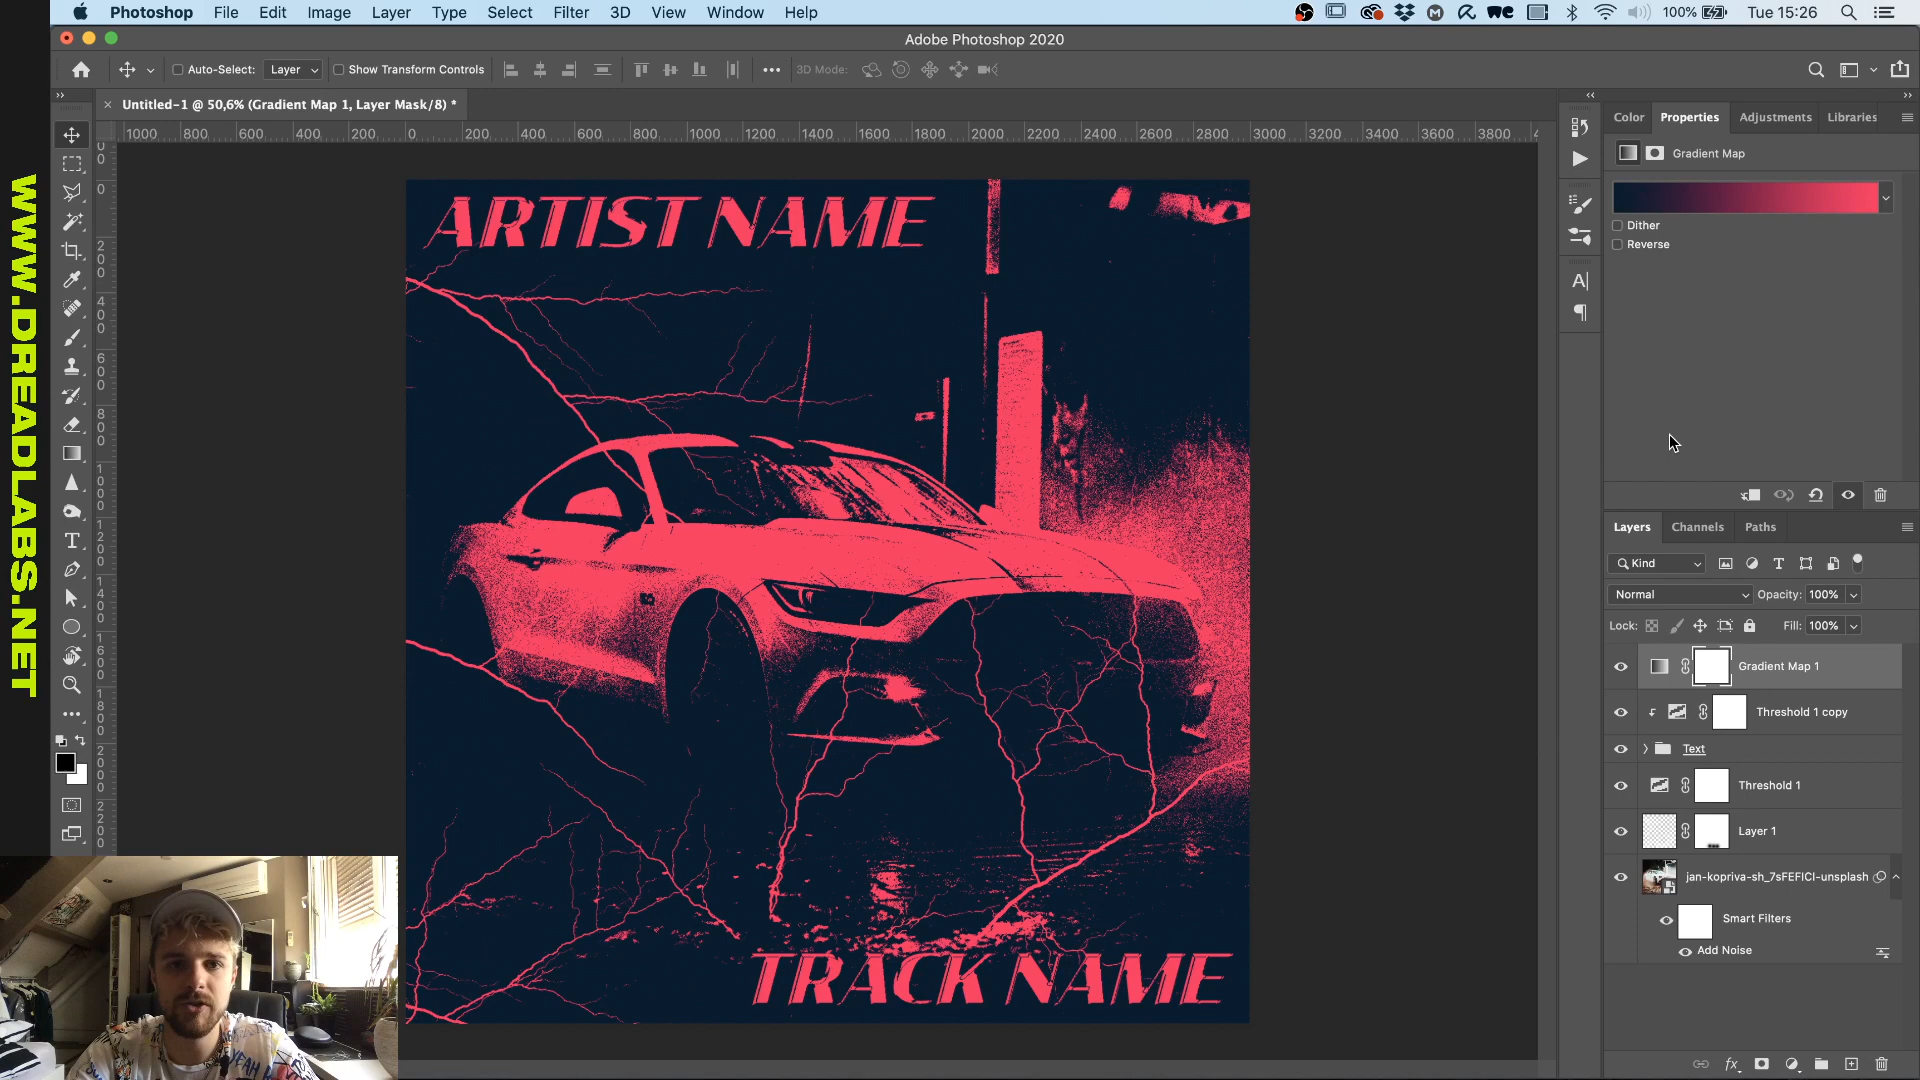 Photoshop File Edit Image Layer Type Select Filter 3D View Window Help 100% Tue 15:26
Adobe Photoshop 2020
Auto-Select: Layer Show Transform Controls 3D Mode:
Untitled-1 @ 50,6% (Gradient Map 1, Layer Mask/8) *
1000 800 600 400 200 0 200 400 600 800 1000 1200 1400 1600 1800 2000 2200 2400 2600 2800 3000 3200 3400 3600 3800
WWW.DREADLABS.NET
ARTIST NAME
TRACK NAME
Color Properties Adjustments Libraries
Gradient Map
Dither
Reverse
Layers Channels Paths
Kind
Normal Opacity: 100%
Lock: Fill: 100%
Gradient Map 1
Threshold 1 copy
Text
Threshold 1
Layer 1
jan-kopriva-sh_7sFEFICI-unsplash
Smart Filters
Add Noise